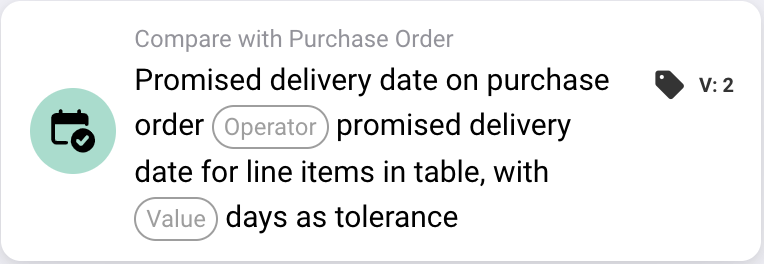 Compare with Purchase Order
Promised delivery date on purchase
order Operator promised delivery
date for line items in table, with
Value days as tolerance
V: 2